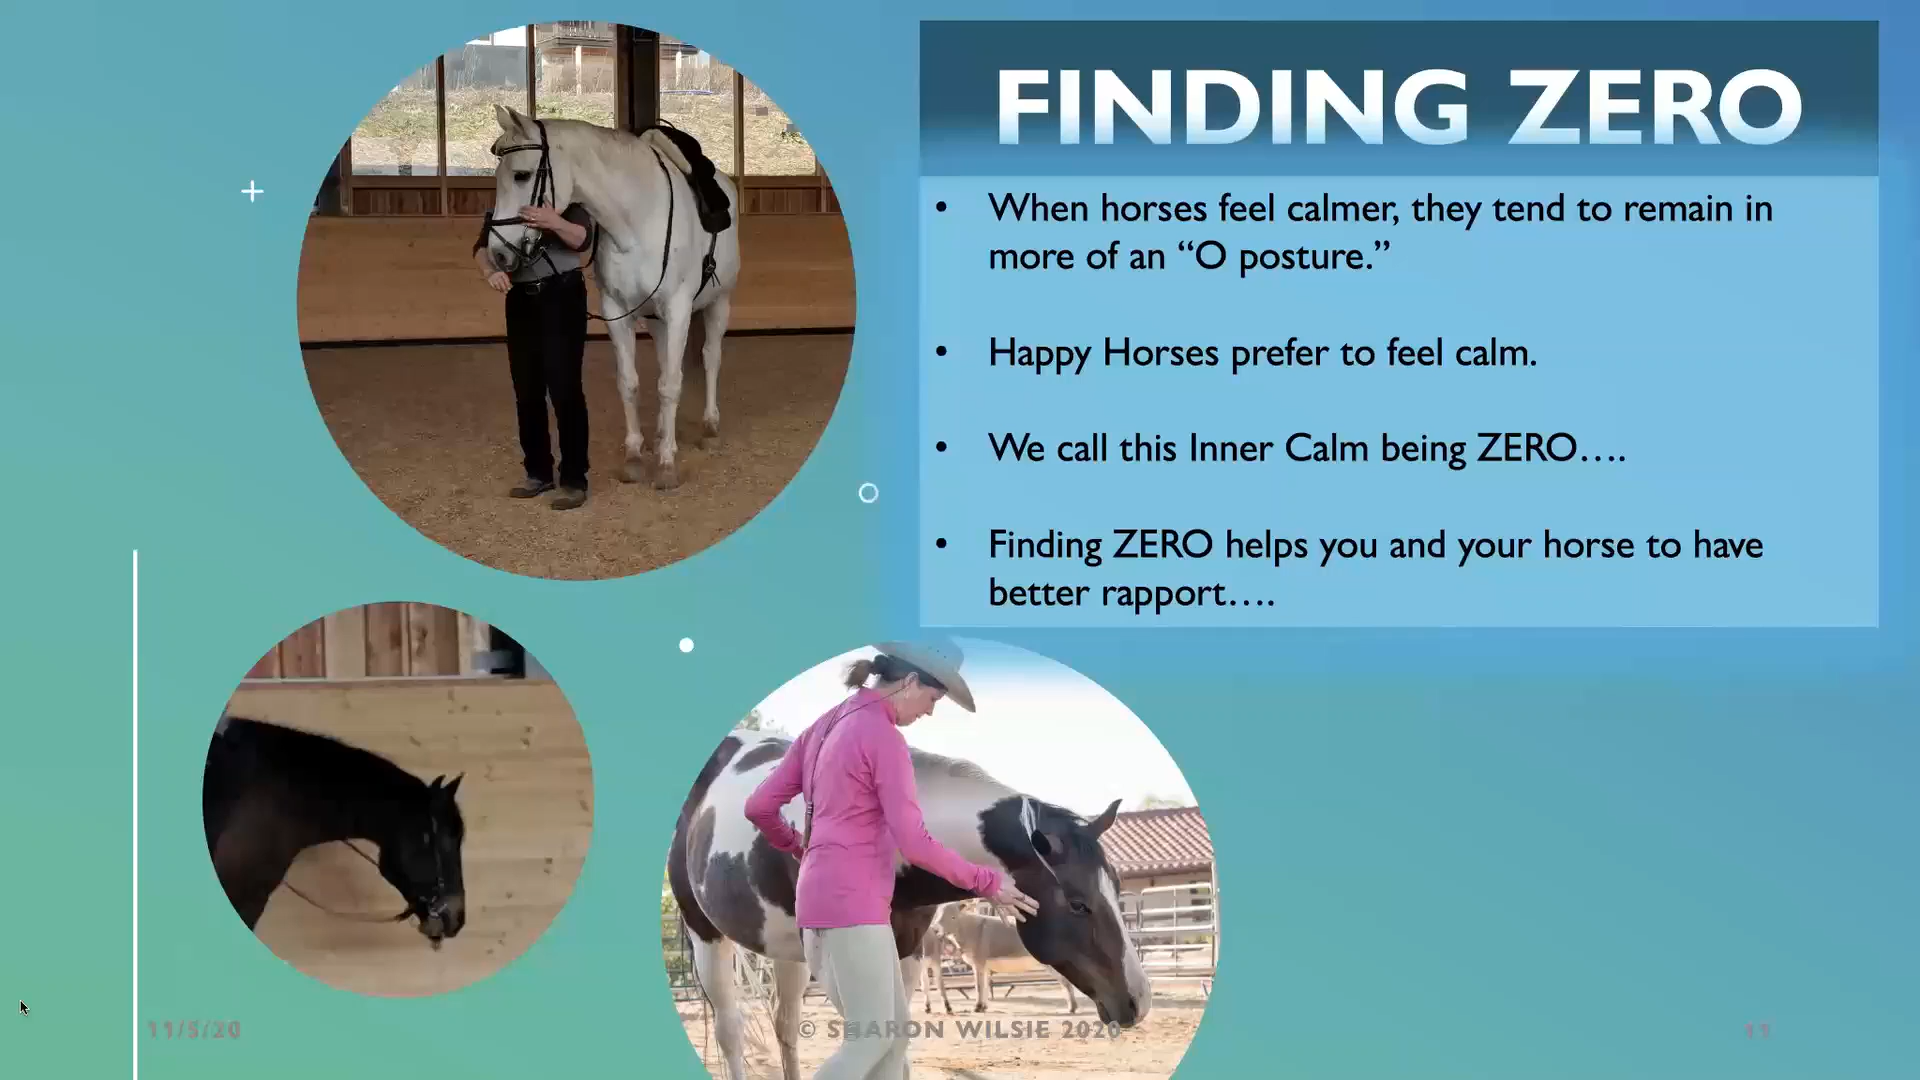 FINDING ZERO
• When horses feel calmer, they tend to remain in
more of an “O posture.”
• Happy Horses prefer to feel calm.
• We call this Inner Calm being ZERO….
• Finding ZERO helps you and your horse to have
better rapport….
11/5/20
© SHARON WILSIE 2020
11